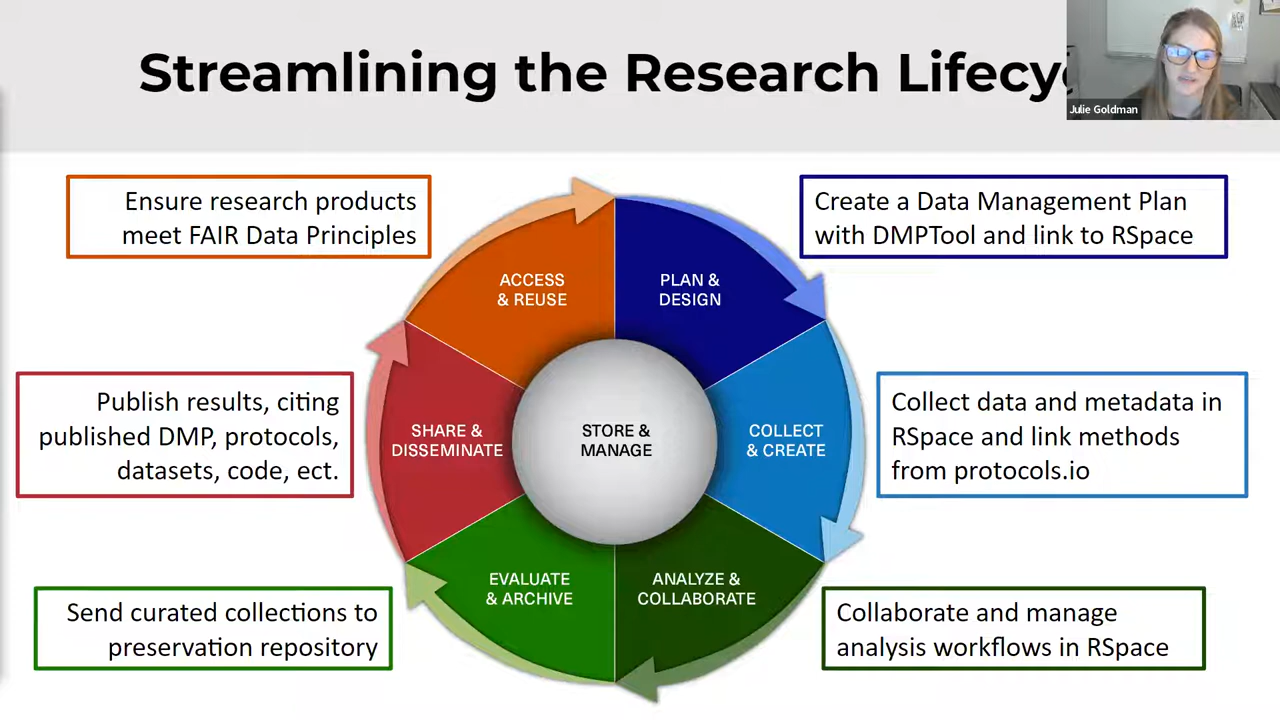 Streamlining the Research Lifecy
Julie Goldman
Ensure research products
meet FAIR Data Principles
Create a Data Management Plan
with DMPTool and link to RSpace
ACCESS
& REUSE
PLAN &
DESIGN
Publish results, citing
published DMP, protocols,
datasets, code, ect.
SHARE &
DISSEMINATE
STORE &
MANAGE
COLLECT
& CREATE
Collect data and metadata in
RSpace and link methods
from protocols.io
EVALUATE
& ARCHIVE
ANALYZE &
COLLABORATE
Send curated collections to
preservation repository
Collaborate and manage
analysis workflows in RSpace